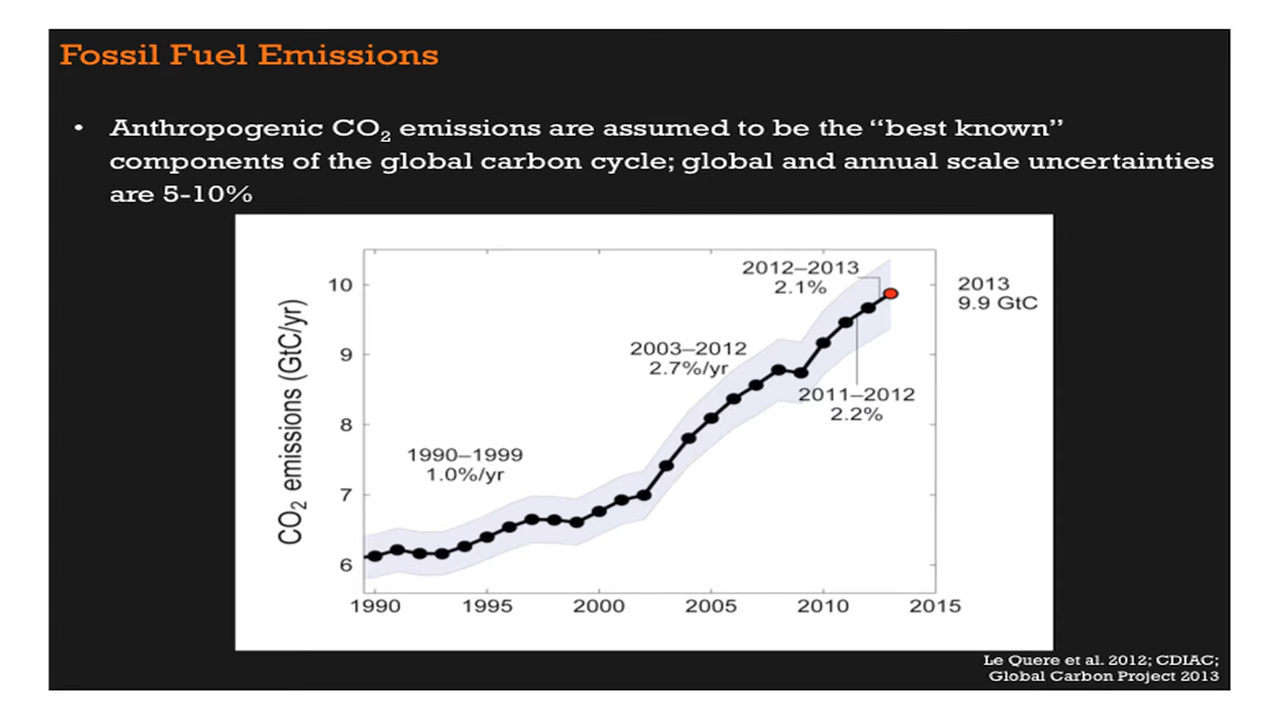 Fossil Fuel Emissions
• Anthropogenic CO₂ emissions are assumed to be the “best known”
components of the global carbon cycle; global and annual scale uncertainties
are 5-10%
CO₂ emissions (GtC/yr)
10
9
8
7
6
1990
1995
2000
2005
2010
2015
1990–1999
1.0%/yr
2003–2012
2.7%/yr
2012–2013
2.1%
2011–2012
2.2%
2013
9.9 GtC
Le Quere et al. 2012; CDIAC;
Global Carbon Project 2013